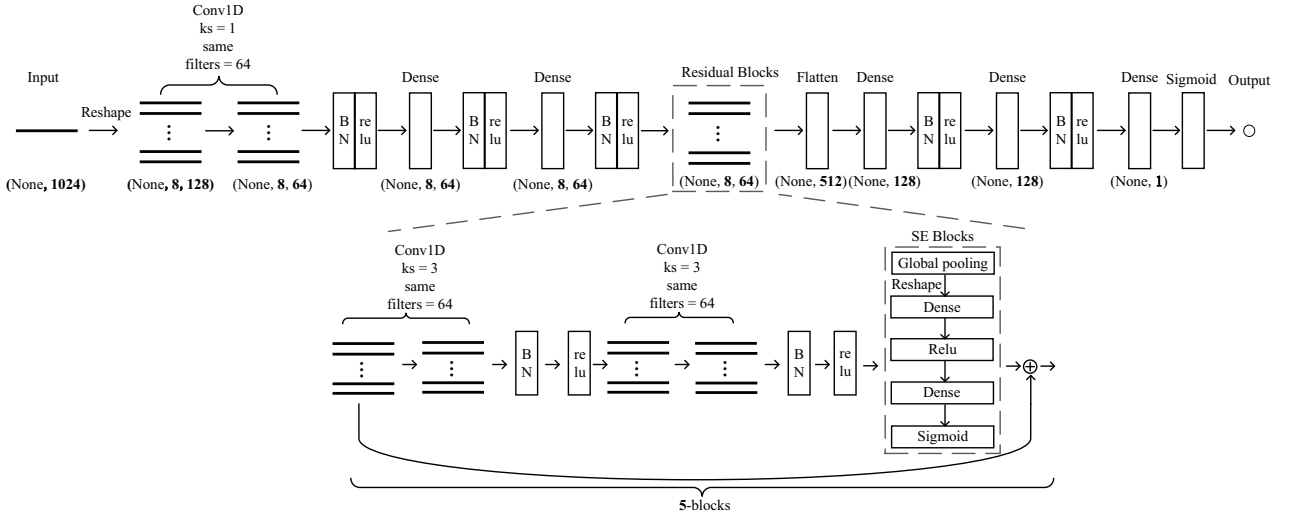 Conv1D
ks = 1
same
filters = 64
Input
Reshape
Dense
Dense
Residual Blocks
Flatten
Dense
Dense
Dense
Sigmoid
Output
B
N
re
lu
B
N
re
lu
B
N
re
lu
B
N
re
lu
B
N
re
lu
(None, 1024)
(None, 8, 128)
(None, 8, 64)
(None, 8, 64)
(None, 8, 64)
(None, 8, 64)
(None, 512)
(None, 128)
(None, 128)
(None, 1)
Conv1D
ks = 3
same
filters = 64
Conv1D
ks = 3
same
filters = 64
SE Blocks
Global pooling
Reshape
Dense
Relu
Dense
Sigmoid
B
N
re
lu
B
N
re
lu
5-blocks